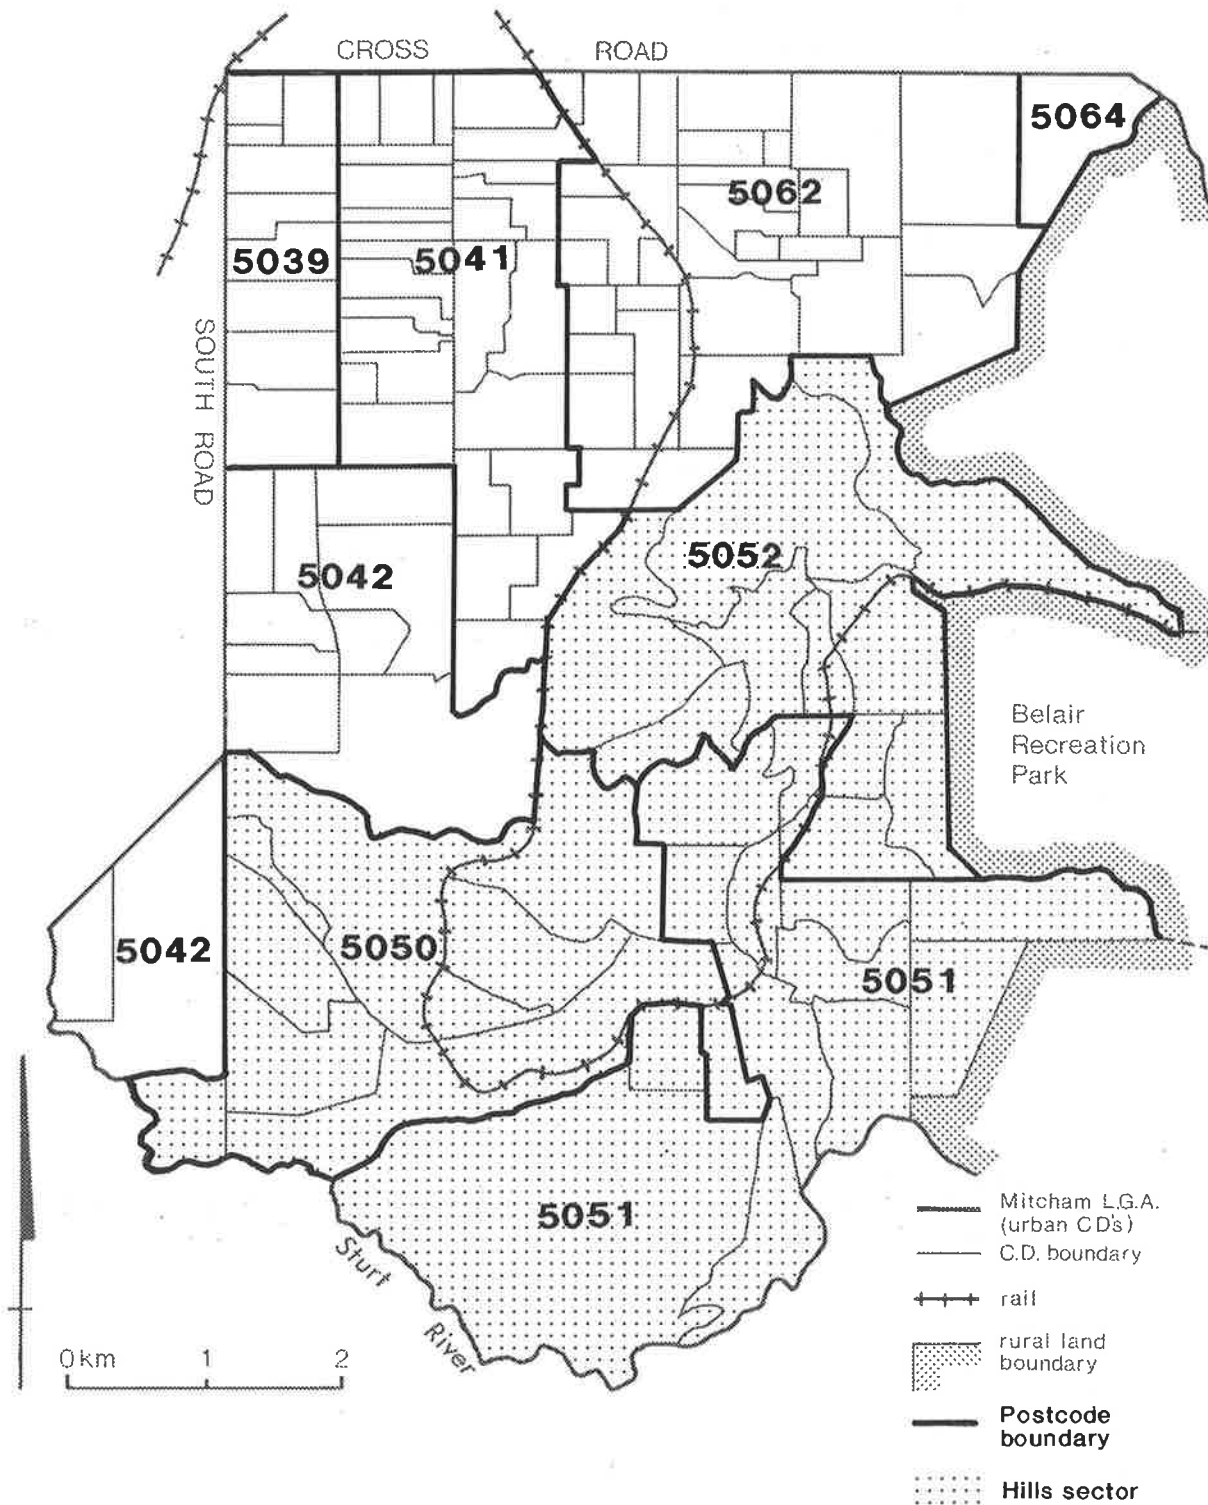 CROSS ROAD
5064
5062
5039
5041
SOUTH ROAD
5052
5042
Belair
Recreation
Park
5042
5050
5051
5051
Sturt
River
0km 1 2
Mitcham L.G.A.
(urban CD's)
C.D. boundary
rail
rural land
boundary
Postcode
boundary
Hills sector